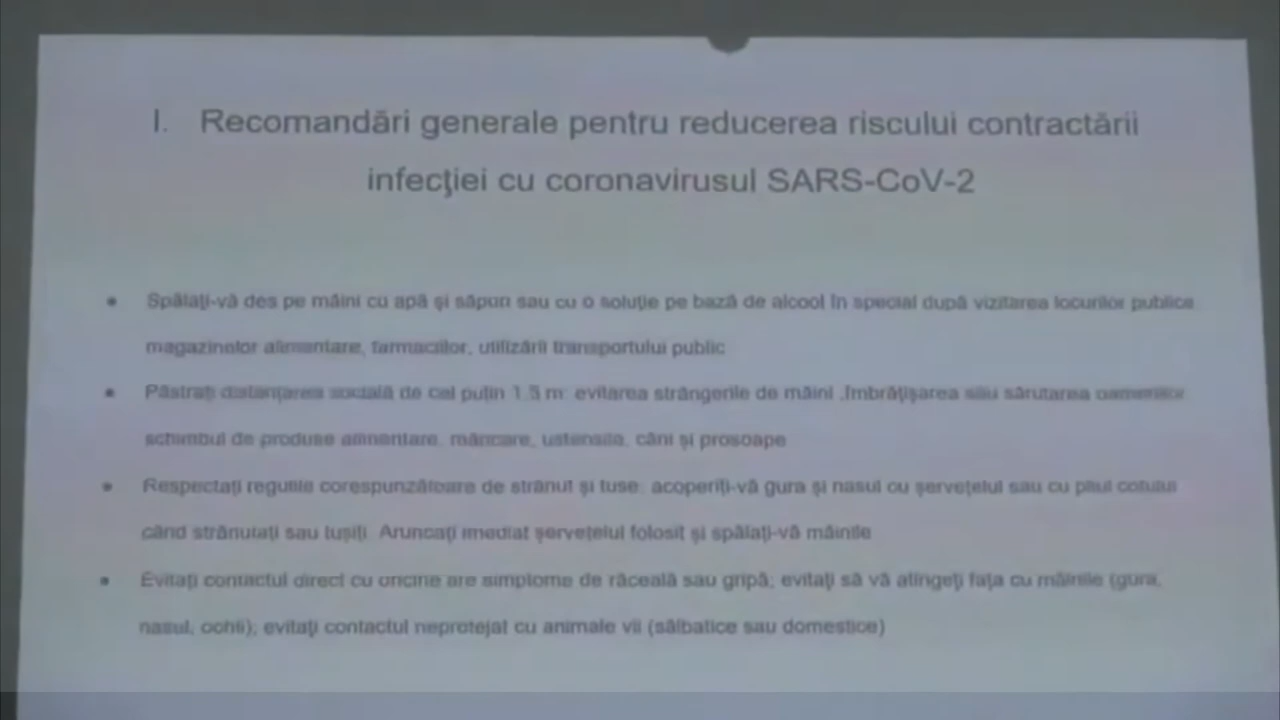 I. Recomandări generale pentru reducerea riscului contractării
infecţiei cu coronavirusul SARS-CoV-2
• Spălaţi-vă des pe mâini cu apă şi săpun sau cu o soluţie pe bază de alcool în special după vizitarea locurilor publice
magazinelor alimentare, farmaciilor, utilizării transportului public
• Păstraţi distanţarea socială de cel puţin 1.5 m: evitarea strângerile de mâini ,îmbrăţişarea sau sărutarea oamenilor
schimbul de produse alimentare, mâncare, ustensile, căni şi prosoape
• Respectaţi regulile corespunzătoare de strănut şi tuse: acoperiţi-vă gura şi nasul cu şerveţelul sau cu pliul cotului
când strănutaţi sau tuşiţi. Aruncaţi imediat şerveţelul folosit şi spălaţi-vă mâinile
• Evitaţi contactul direct cu oricine are simptome de răceală sau gripă; evitaţi să vă atingeţi faţa cu mâinile (gura,
nasul, ochii); evitaţi contactul neprotejat cu animale vii (sălbatice sau domestice)